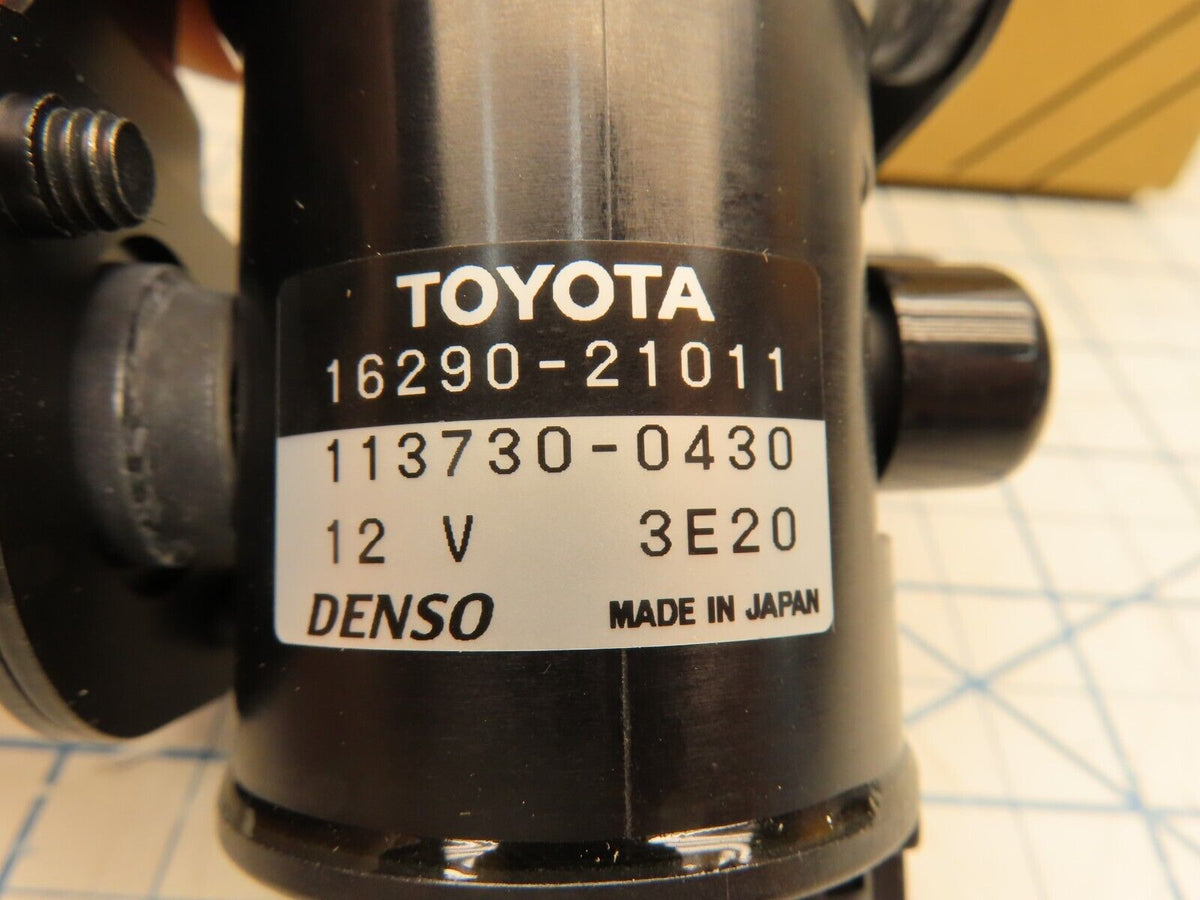 TOYOTA
16290-21011
113730-0430
12 V 3E20
DENSO MADE IN JAPAN